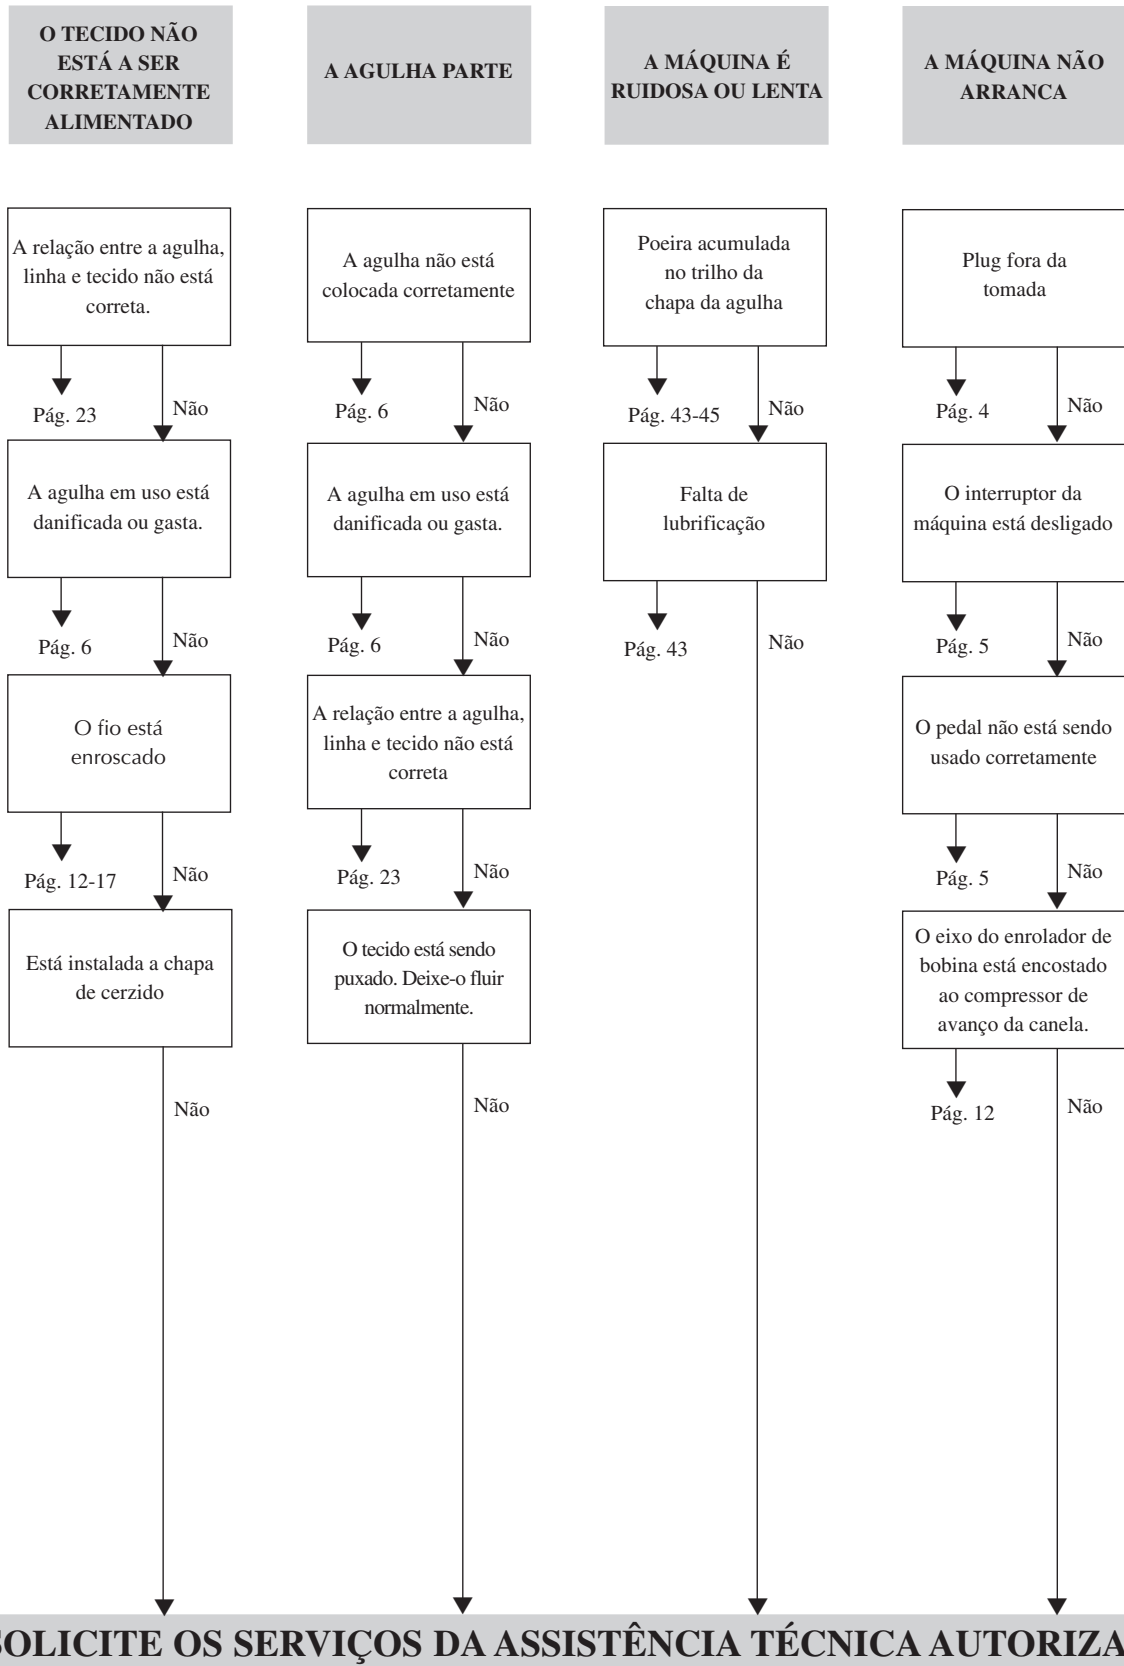 O TECIDO NÃO
ESTÁ A SER
CORRETAMENTE
ALIMENTADO
A relação entre a agulha,
linha e tecido não está
correta.
Pág. 23
Não
A agulha em uso está
danificada ou gasta.
Pág. 6
Não
O fio está
enroscado
Pág. 12-17
Não
Está instalada a chapa
de cerzido
Não
A AGULHA PARTE
A agulha não está
colocada corretamente
Pág. 6
Não
A agulha em uso está
danificada ou gasta.
Pág. 6
Não
A relação entre a agulha,
linha e tecido não está
correta
Pág. 23
Não
O tecido está sendo
puxado. Deixe-o fluir
normalmente.
Não
A MÁQUINA É
RUIDOSA OU LENTA
Poeira acumulada
no trilho da
chapa da agulha
Pág. 43-45
Não
Falta de
lubrificação
Pág. 43
Não
A MÁQUINA NÃO
ARRANCA
Plug fora da
tomada
Pág. 4
Não
O interruptor da
máquina está desligado
Pág. 5
Não
O pedal não está sendo
usado corretamente
Pág. 5
Não
O eixo do enrolador de
bobina está encostado
ao compressor de
avanço da canela.
Pág. 12
Não
SOLICITE OS SERVIÇOS DA ASSISTÊNCIA TÉCNICA AUTORIZA